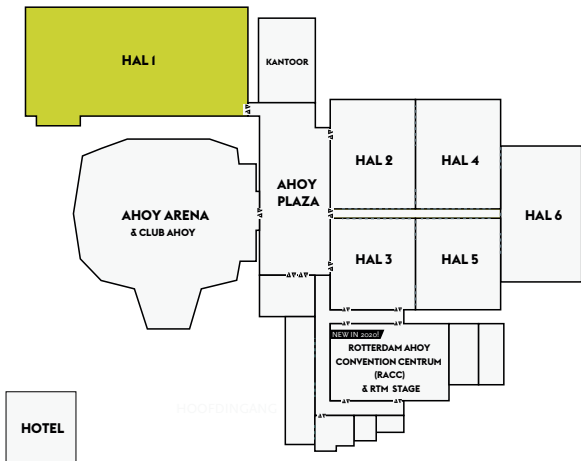 HAL 1
KANTOOR
HAL 2
HAL 4
AHOY
PLAZA
AHOY ARENA
& CLUB AHOY
HAL 6
HAL 3
HAL 5
NEW IN 2020!
ROTTERDAM AHOY
CONVENTION CENTRUM
(RACC)
& RTM STAGE
HOOFDINGANG
HOTEL